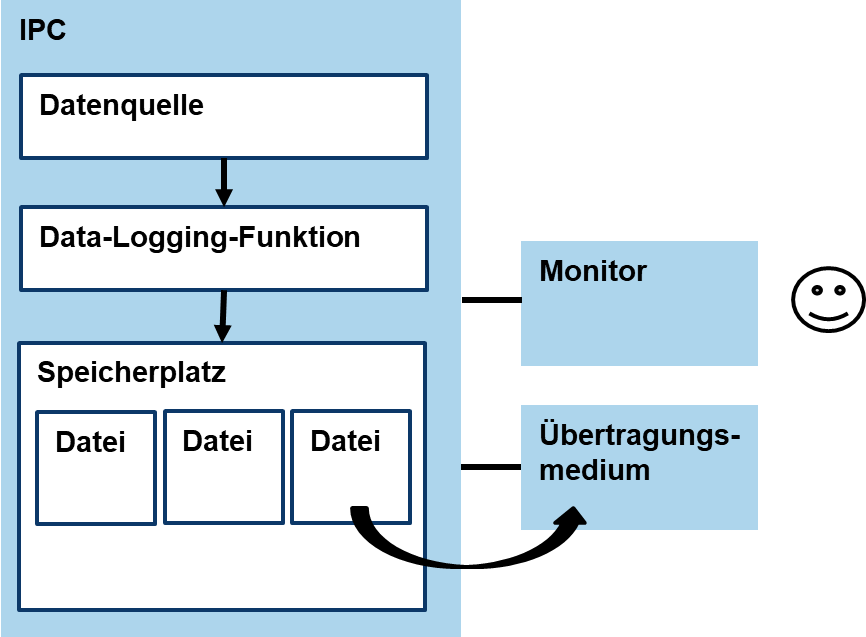 IPC
Datenquelle
Data-Logging-Funktion
Speicherplatz
Datei
Datei
Datei
Monitor
Übertragungs-
medium